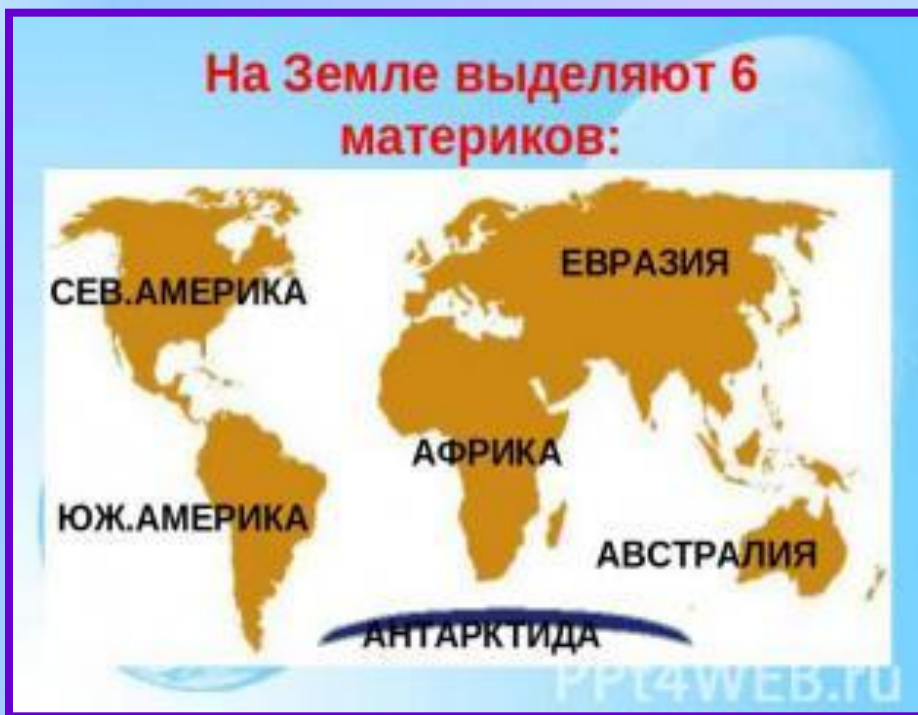 На Земле выделяют 6
материков:
ЕВРАЗИЯ
СЕВ.АМЕРИКА
АФРИКА
ЮЖ.АМЕРИКА
АВСТРАЛИЯ
АНТАРКТИДА
PPt4WEB.ru